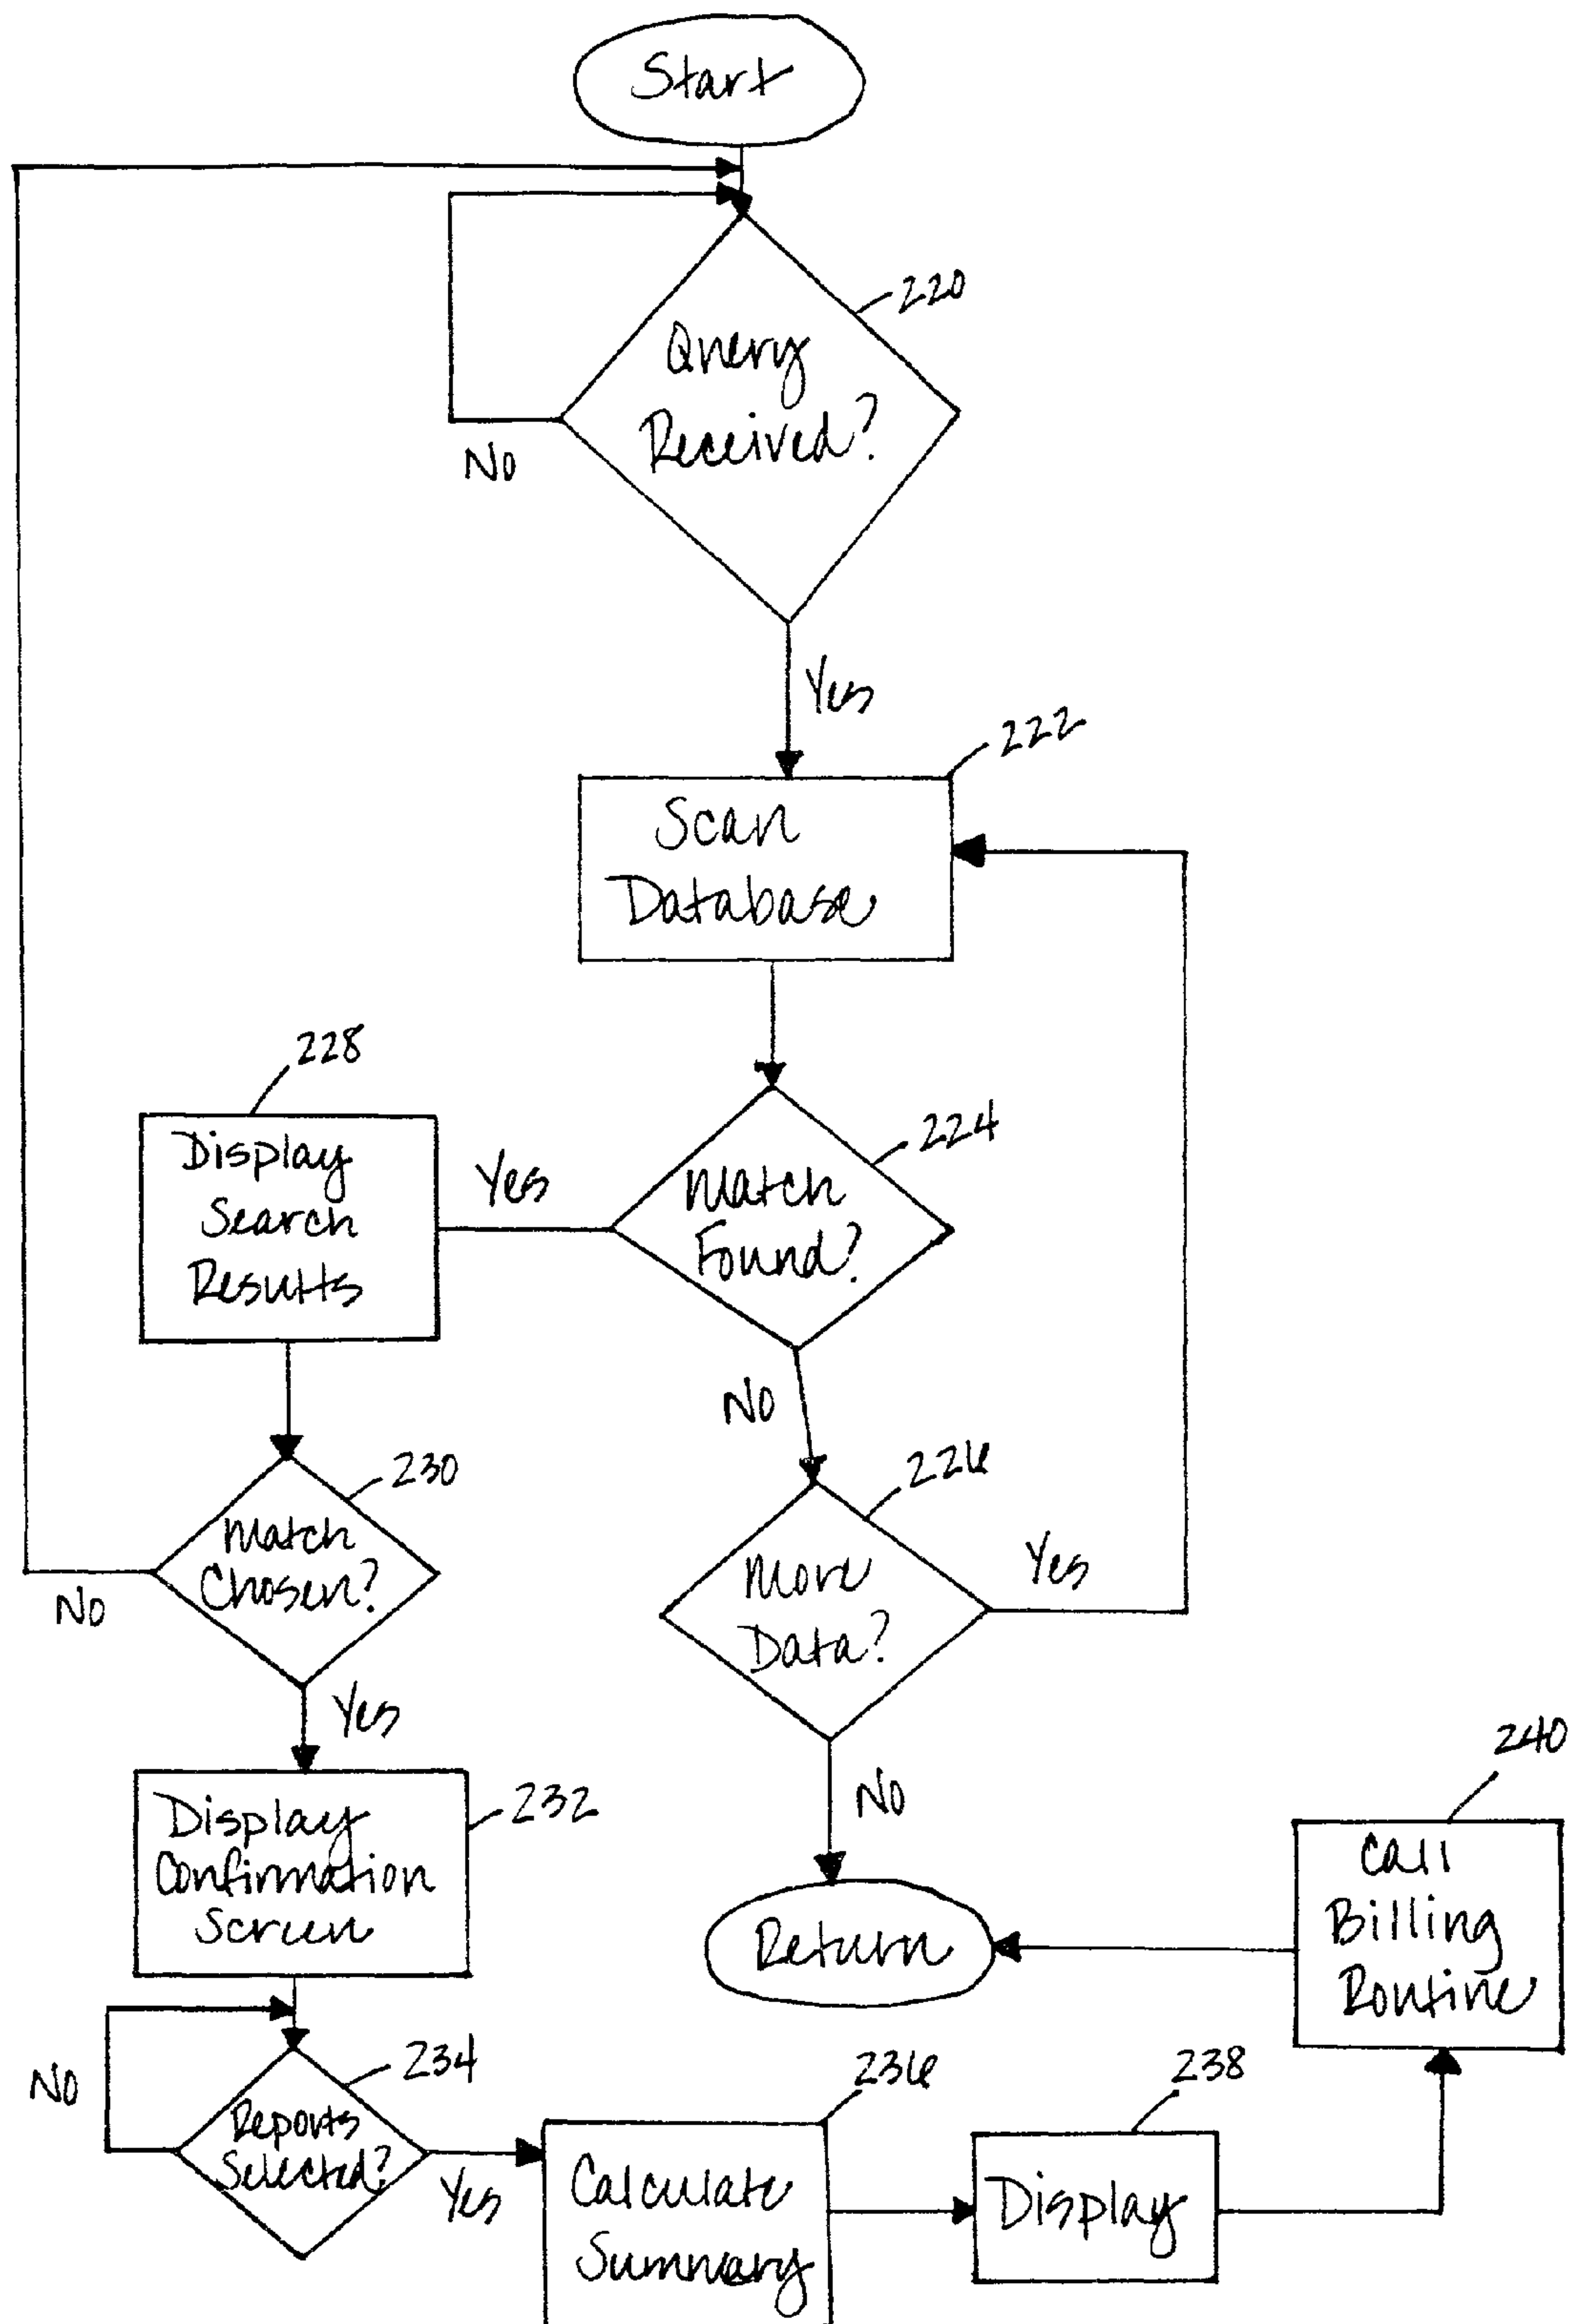 Start
220
Query
Received?
No
Yes
222
Scan
Database
228
Display
Search
Results
Yes
224
Match
Found?
No
230
Match
Chosen?
No
Yes
226
More
Data?
Yes
No
232
Display
Confirmation
Screen
Return
240
Call
Billing
Routine
No
234
Reports
Selected?
Yes
236
Calculate
Summary
238
Display